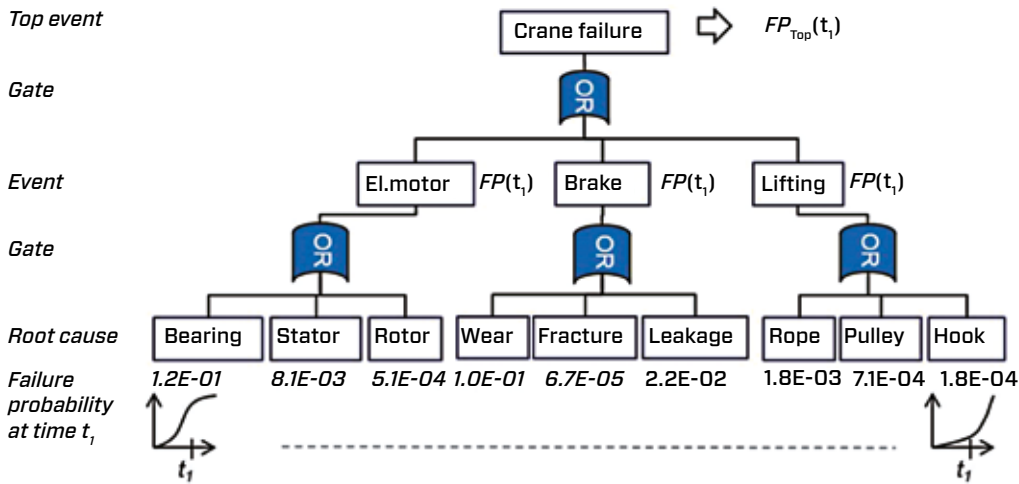 Top event
Crane failure
FP_Top(t₁)
Gate
OR
Event
El.motor FP(t₁) Brake FP(t₁) Lifting FP(t₁)
Gate
OR OR OR
Root cause
Bearing Stator Rotor Wear Fracture Leakage Rope Pulley Hook
Failure 1.2E-01 8.1E-03 5.1E-04 1.0E-01 6.7E-05 2.2E-02 1.8E-03 7.1E-04 1.8E-04
probability
at time t₁
t₁ t₁